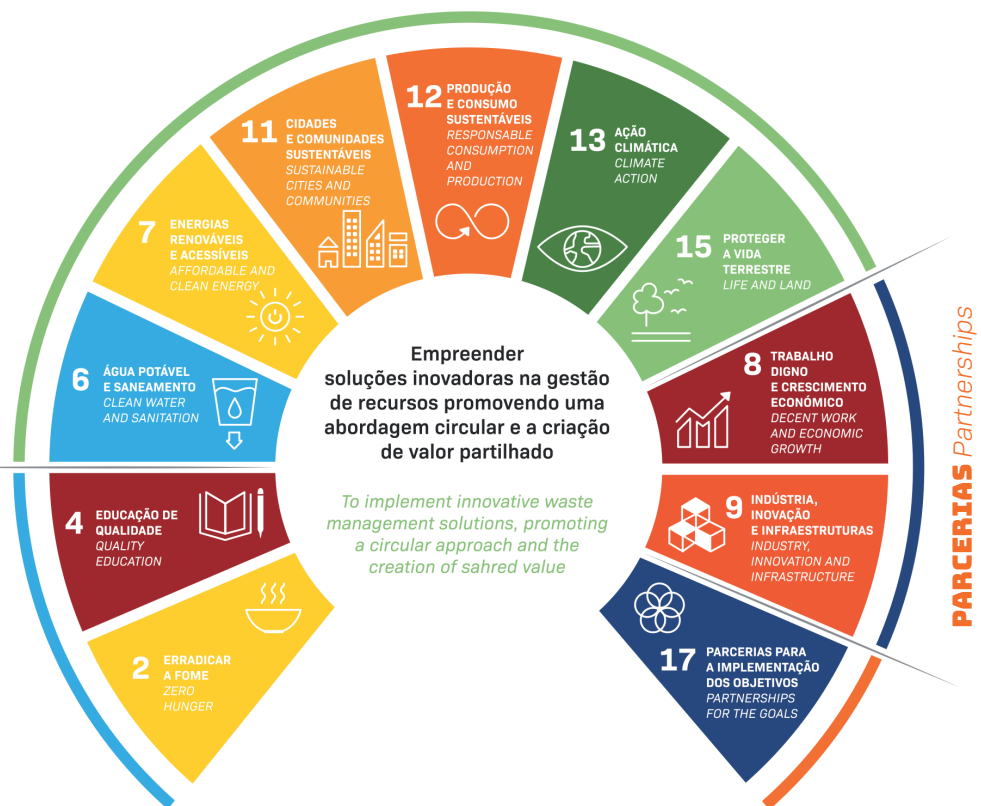 12 PRODUÇÃO
E CONSUMO
SUSTENTÁVEIS
RESPONSABLE
CONSUMPTION
AND
PRODUCTION
11 CIDADES
E COMUNIDADES
SUSTENTÁVEIS
SUSTAINABLE
CITIES AND
COMMUNITIES
13 AÇÃO
CLIMÁTICA
CLIMATE
ACTION
7 ENERGIAS
RENOVÁVEIS
E ACESSÍVEIS
AFFORDABLE AND
CLEAN ENERGY
15 PROTEGER
A VIDA
TERRESTRE
LIFE AND LAND
6 ÁGUA POTÁVEL
E SANEAMENTO
CLEAN WATER
AND SANITATION
Empreender
soluções inovadoras na gestão
de recursos promovendo uma
abordagem circular e a criação
de valor partilhado
To implement innovative waste
management solutions, promoting
a circular approach and the
creation of sahred value
8 TRABALHO
DIGNO
E CRESCIMENTO
ECONÓMICO
DECENT WORK
AND ECONOMIC
GROWTH
4 EDUCAÇÃO DE
QUALIDADE
QUALITY
EDUCATION
9 INDÚSTRIA,
INOVAÇÃO
E INFRAESTRUTURAS
INDUSTRY,
INNOVATION AND
INFRASTRUCTURE
2 ERRADICAR
A FOME
ZERO
HUNGER
17 PARCERIAS PARA
A IMPLEMENTAÇÃO
DOS OBJETIVOS
PARTNERSHIPS
FOR THE GOALS
PARCERIAS Partnerships